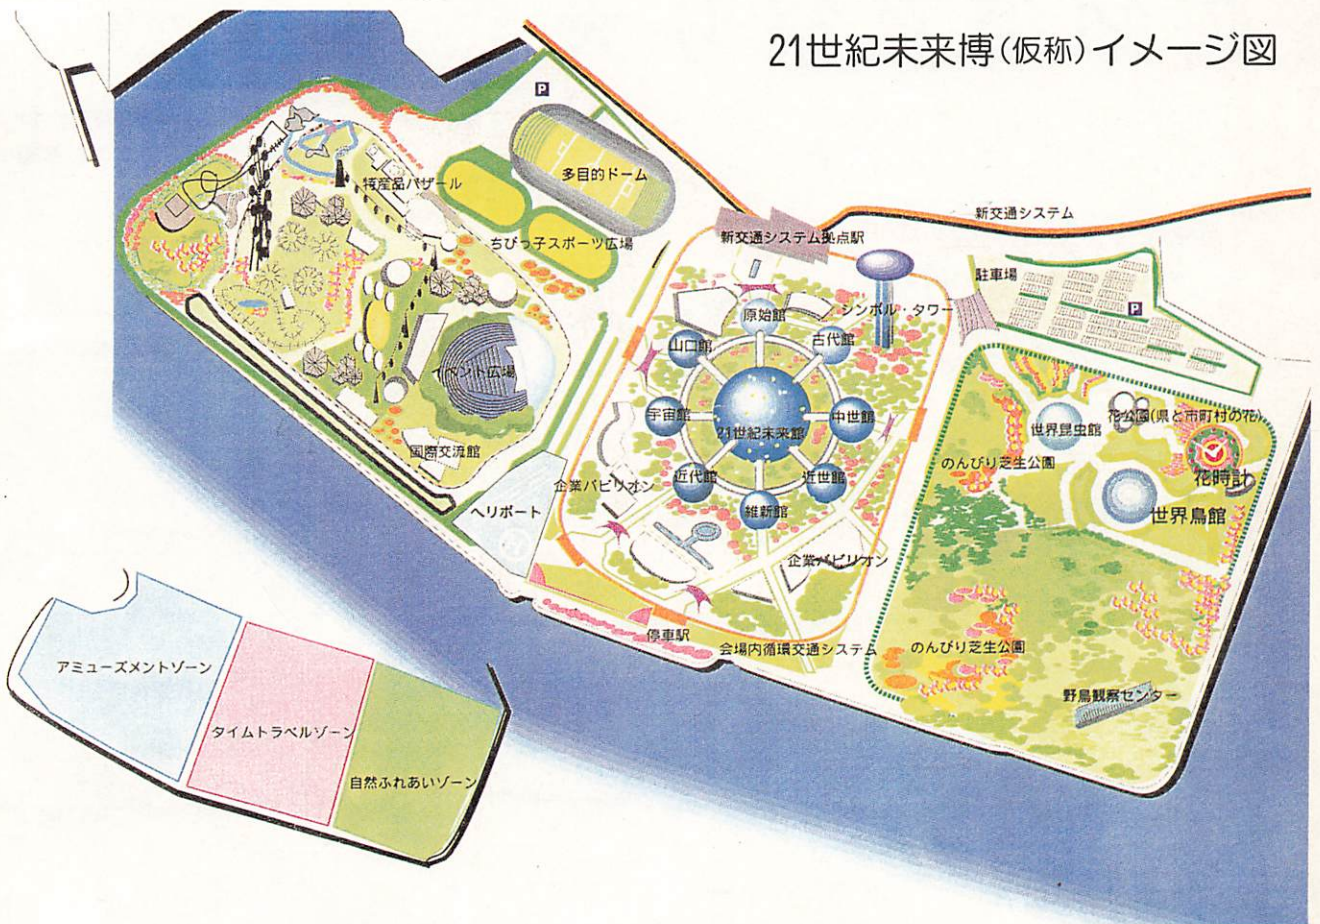 21世紀未来博(仮称)イメージ図
P
多目的ドーム
特産品バザール
ちびっ子スポーツ広場
新交通システム
新交通システム拠点駅
駐車場
P
シンボル・タワー
原始館
山口館
古代館
イベント広場
宇宙館
21世紀未来館
中世館
花公園(県と市町村の花)
世界昆虫館
国際交流館
のんびり芝生公園
近代館
近世館
花時計
企業パビリオン
ヘリポート
維新館
世界鳥館
企業パビリオン
停車駅
会場内循環交通システム
のんびり芝生公園
野鳥観察センター
アミューズメントゾーン
タイムトラベルゾーン
自然ふれあいゾーン